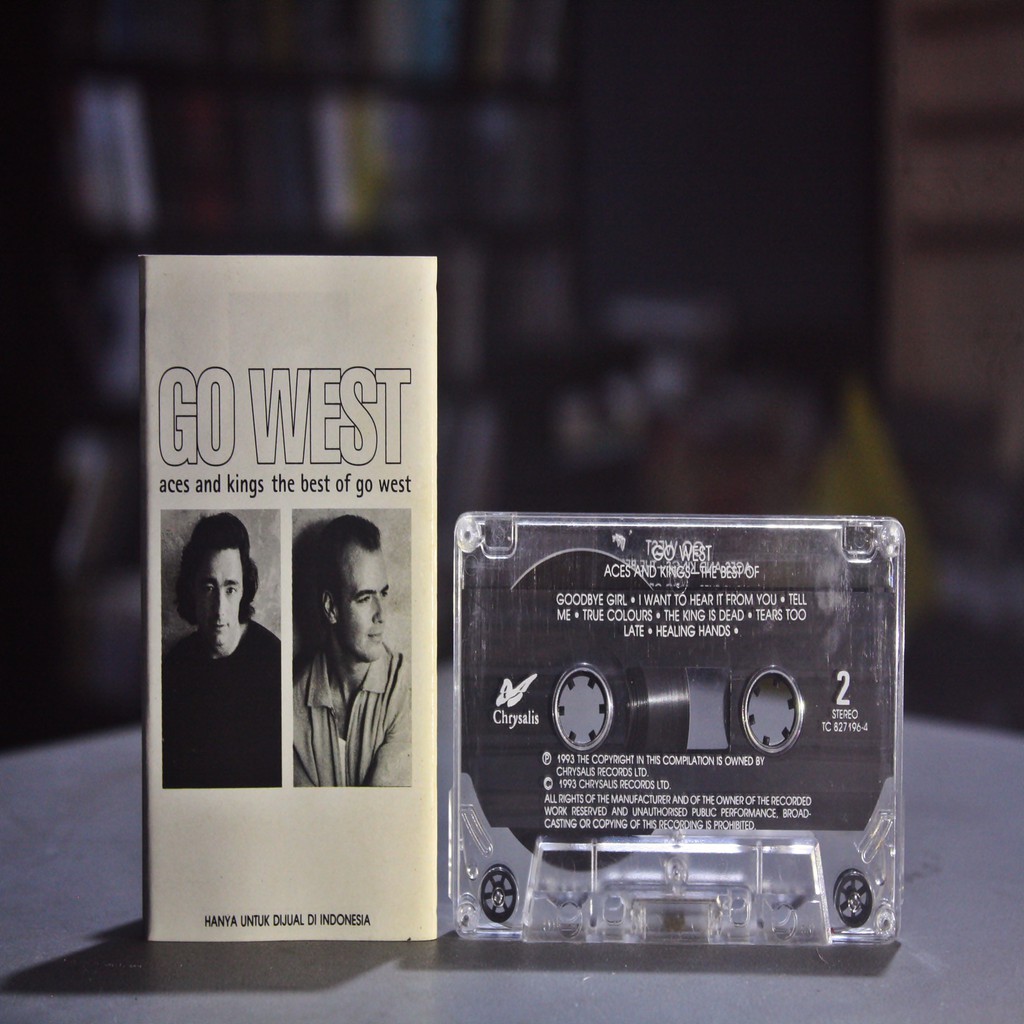 GO WEST
aces and kings the best of go west
HANYA UNTUK DIJUAL DI INDONESIA
GO WEST
ACES AND KINGS–THE BEST OF
GOODBYE GIRL • I WANT TO HEAR IT FROM YOU • TELL
ME • TRUE COLOURS • THE KING IS DEAD • TEARS TOO
LATE • HEALING HANDS •
Chrysalis
2
STEREO
TC 827196-4
Ⓟ 1993 THE COPYRIGHT IN THIS COMPILATION IS OWNED BY
CHRYSALIS RECORDS LTD.
© 1993 CHRYSALIS RECORDS LTD.
ALL RIGHTS OF THE MANUFACTURER AND OF THE OWNER OF THE RECORDED
WORK RESERVED AND UNAUTHORISED PUBLIC PERFORMANCE, BROAD-
CASTING OR COPYING OF THIS RECORDING IS PROHIBITED.